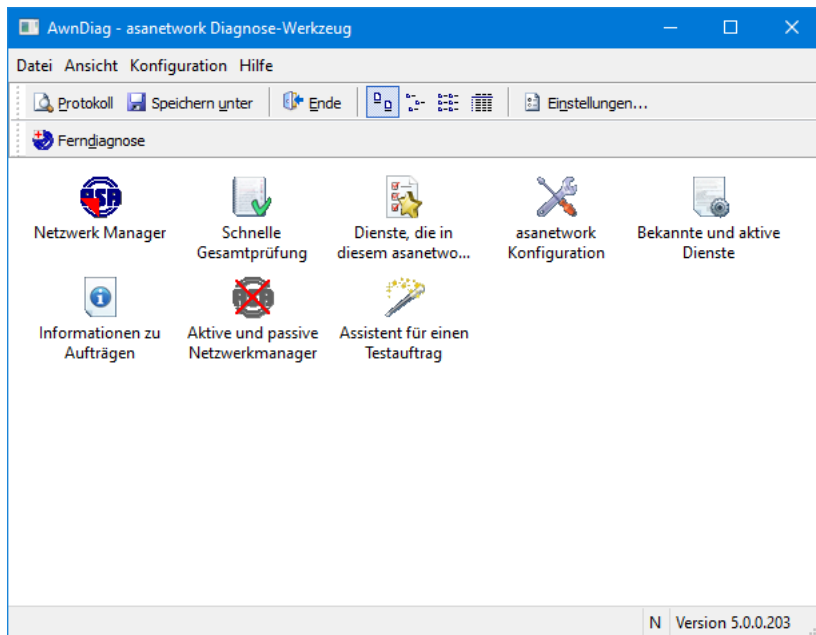 AwnDiag - asanetwork Diagnose-Werkzeug
Datei Ansicht Konfiguration Hilfe
Protokoll Speichern unter Ende Einstellungen...
Ferndiagnose
ASA
Netzwerk Manager
Schnelle
Gesamtprüfung
Dienste, die in
diesem asanetwo...
asanetwork
Konfiguration
Bekannte und aktive
Dienste
Informationen zu
Aufträgen
Aktive und passive
Netzwerkmanager
Assistent für einen
Testauftrag
N Version 5.0.0.203